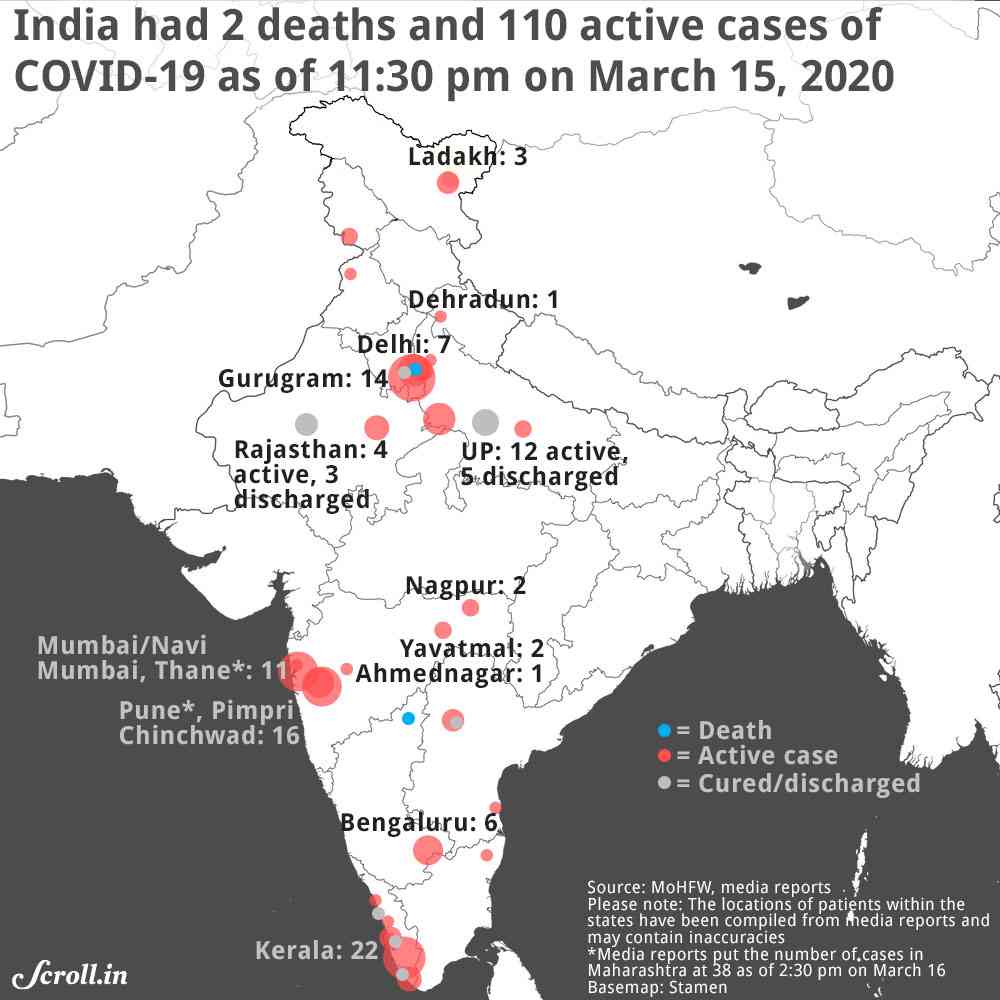 India had 2 deaths and 110 active cases of
COVID-19 as of 11:30 pm on March 15, 2020
Ladakh: 3
Dehradun: 1
Delhi: 7
Gurugram: 14
Rajasthan: 4
active, 3
discharged
UP: 12 active,
5 discharged
Nagpur: 2
Yavatmal: 2
Ahmednagar: 1
Mumbai/Navi
Mumbai, Thane*: 11
Pune*, Pimpri
Chinchwad: 16
= Death
= Active case
= Cured/discharged
Bengaluru: 6
Kerala: 22
Source: MoHFW, media reports
Please note: The locations of patients within the
states have been compiled from media reports and
may contain inaccuracies
*Media reports put the number of cases in
Maharashtra at 38 as of 2:30 pm on March 16
Basemap: Stamen
Scroll.in